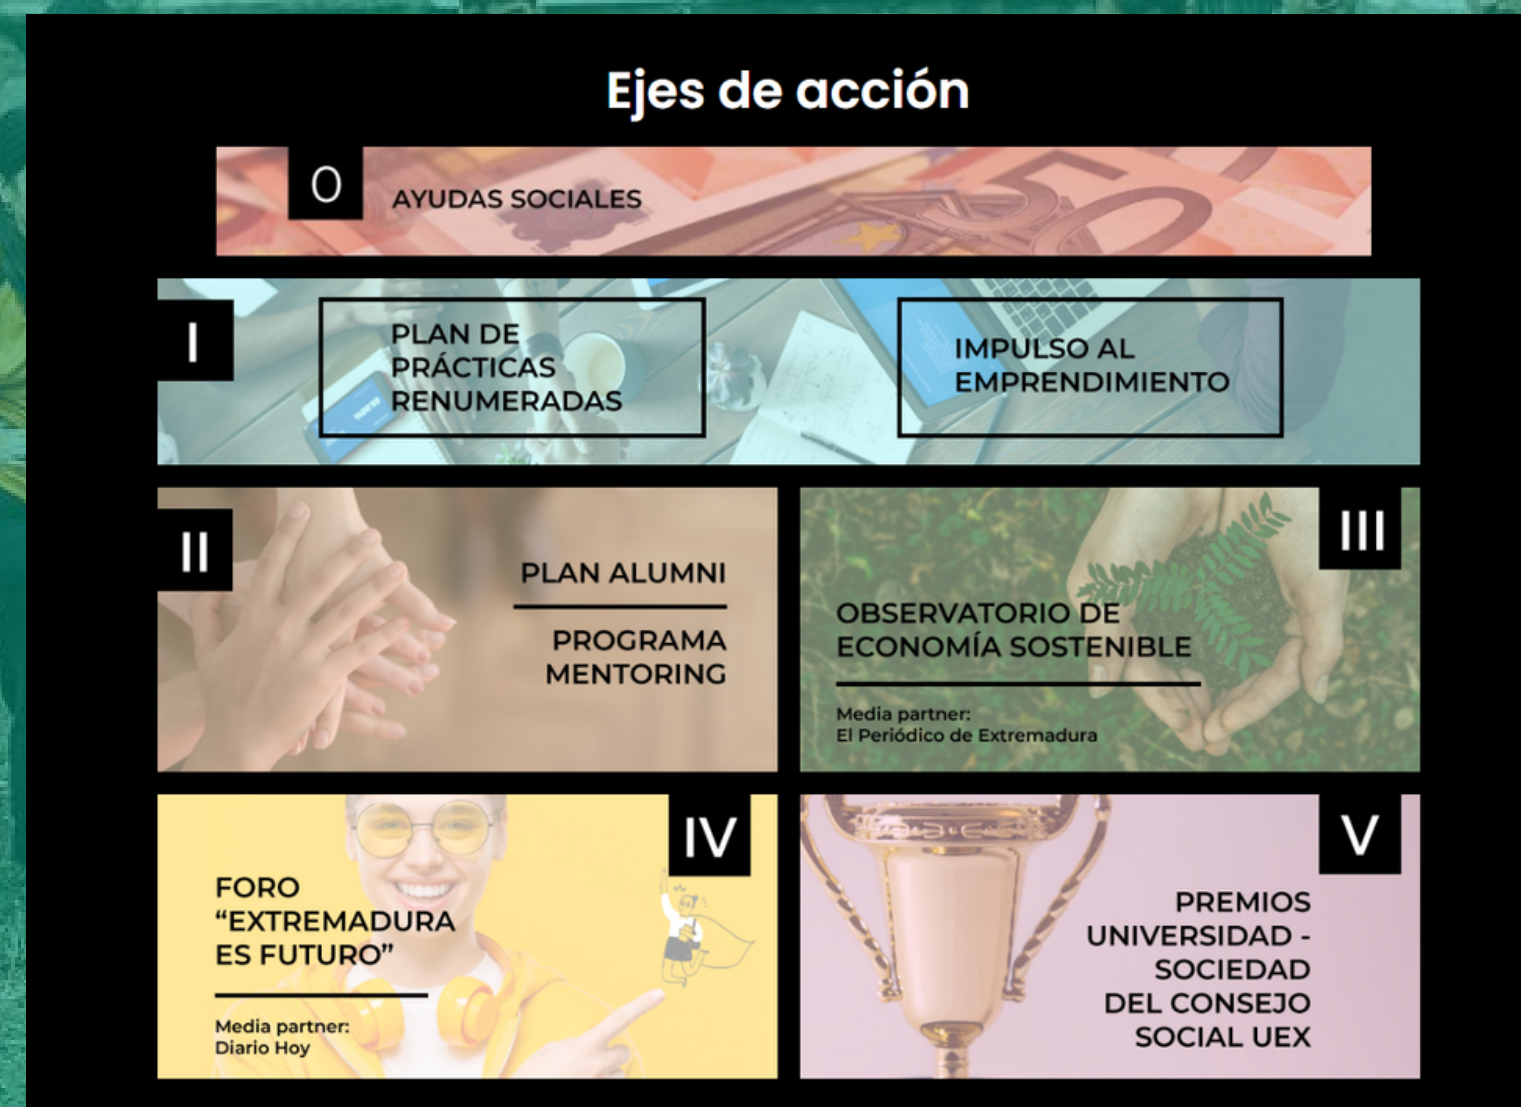 Ejes de acción
0
AYUDAS SOCIALES
50
I
PLAN DE
PRÁCTICAS
RENUMERADAS
IMPULSO AL
EMPRENDIMIENTO
II
PLAN ALUMNI
PROGRAMA
MENTORING
III
OBSERVATORIO DE
ECONOMÍA SOSTENIBLE
Media partner:
El Periódico de Extremadura
IV
FORO
“EXTREMADURA
ES FUTURO”
Media partner:
Diario Hoy
V
PREMIOS
UNIVERSIDAD -
SOCIEDAD
DEL CONSEJO
SOCIAL UEX